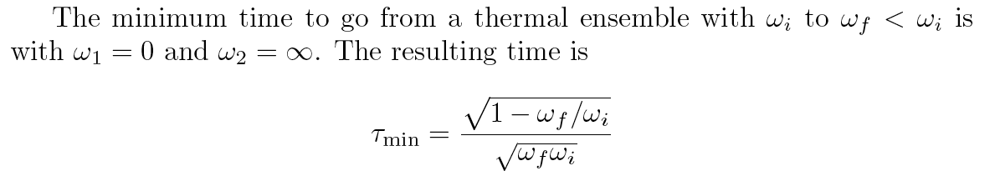 The minimum time to go from a thermal ensemble with $\omega_i$ to $\omega_f < \omega_i$ is
with $\omega_1 = 0$ and $\omega_2 = \infty$. The resulting time is
$\tau_{\min} = \frac{\sqrt{1 - \omega_f/\omega_i}}{\sqrt{\omega_f \omega_i}}$